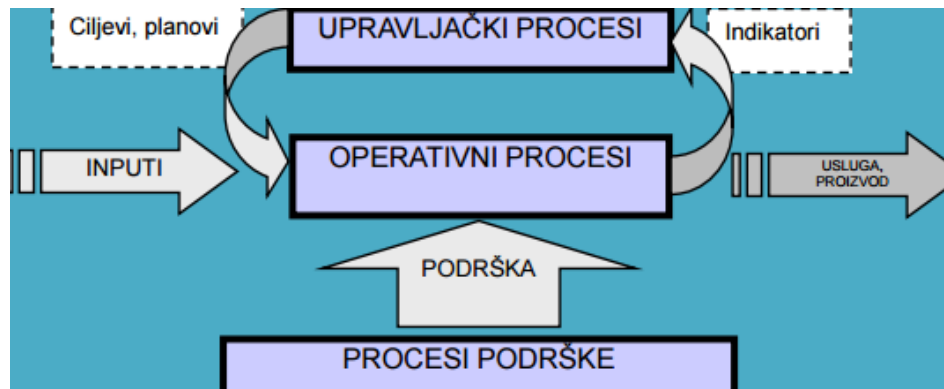 Ciljevi, planovi
UPRAVLJAČKI PROCESI
Indikatori
INPUTI
OPERATIVNI PROCESI
USLUGA,
PROIZVOD
PODRŠKA
PROCESI PODRŠKE